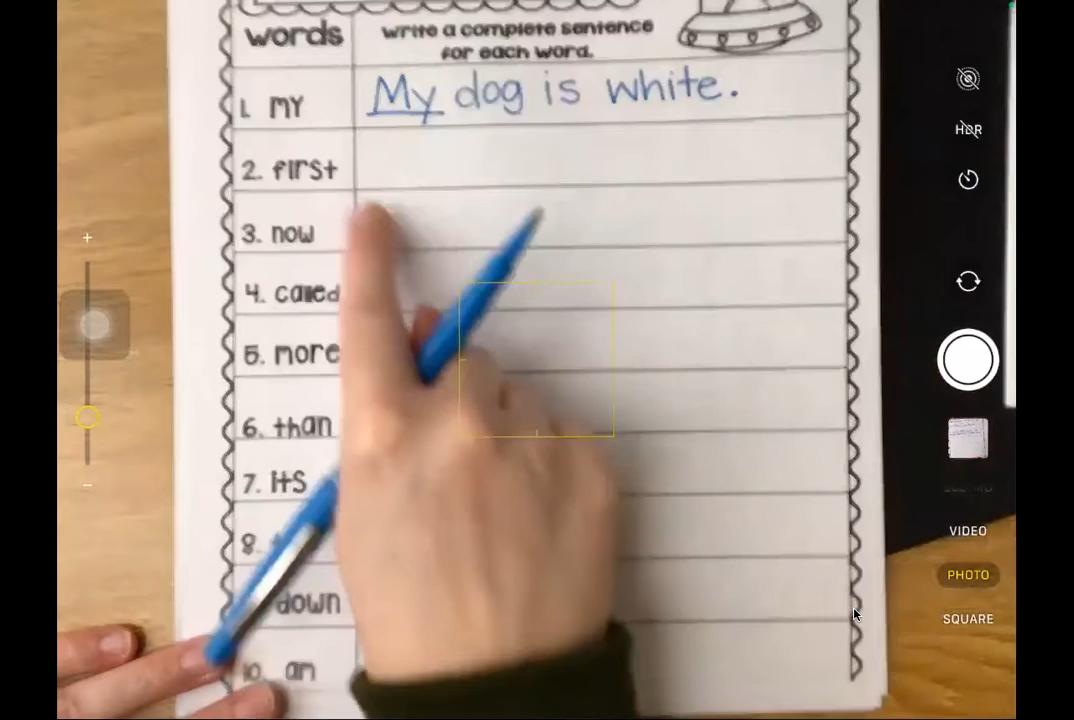 words
write a complete sentence
for each word.
1. MY
My dog is white.
2. first
3. now
4. called
5. more
6. than
7. its
8.
down
10. an
HDR
VIDEO
PHOTO
SQUARE